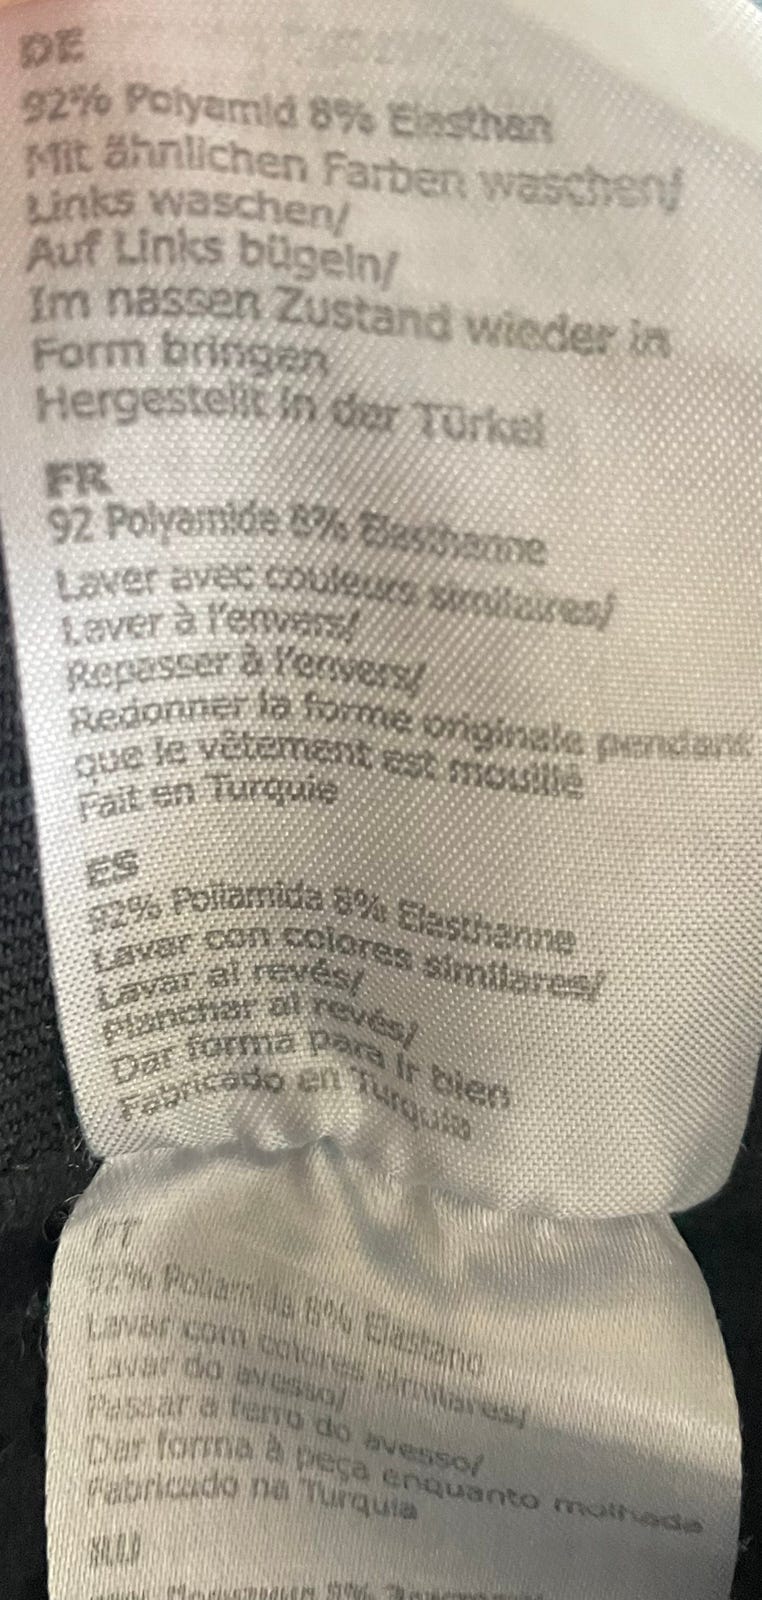 DE
92% Polyamid 8% Elasthan
Mit ähnlichen Farben waschen/
Links waschen/
Auf Links bügeln/
Im nassen Zustand wieder in
Form bringen
Hergestellt in der Türkei
FR
92 Polyamide 8% Elasthanne
Laver avec couleurs similaires/
Laver à l'envers/
Repasser à l'envers/
Redonner la forme originale pendant
que le vêtement est mouillé
Fait en Turquie
ES
92% Poliamida 8% Elasthanne
Lavar con colores similares/
Lavar al revés/
Planchar al revés/
Dar forma para ir bien
Fabricado en Turquia
PT
92% Poliamida 8% Elastano
Lavar com colores similares/
Lavar do avesso/
Passar a ferro do avesso/
Dar forma à peça enquanto molhada
Fabricado na Turquia